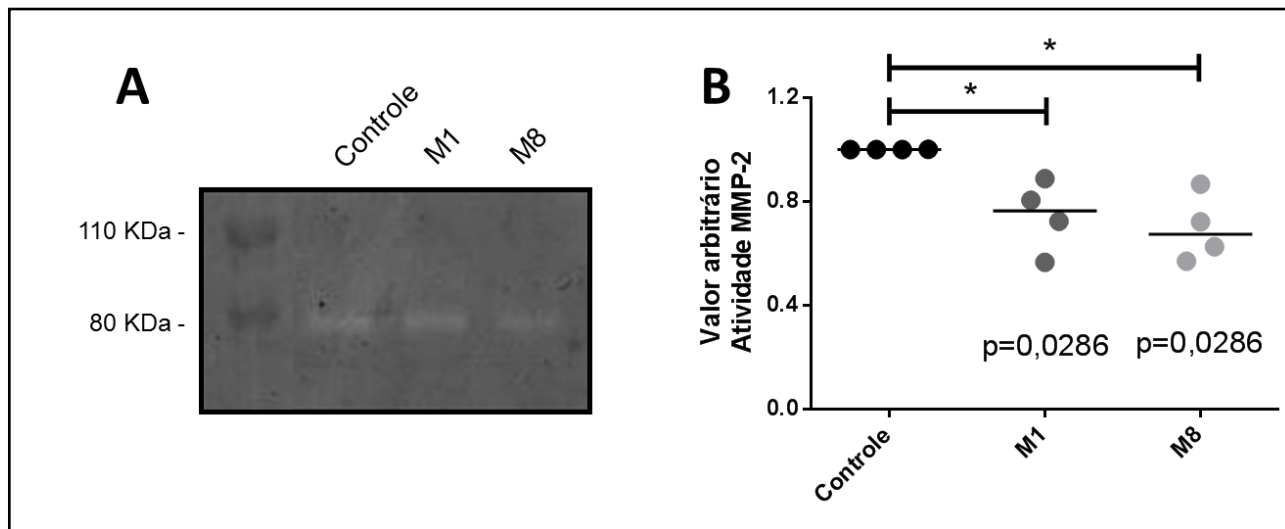 A
Controle
M1
M8
110 KDa -
80 KDa -
B
*
*
Valor arbitrário
Atividade MMP-2
1.2
0.8
0.4
0.0
p=0,0286
p=0,0286
Controle
M1
M8